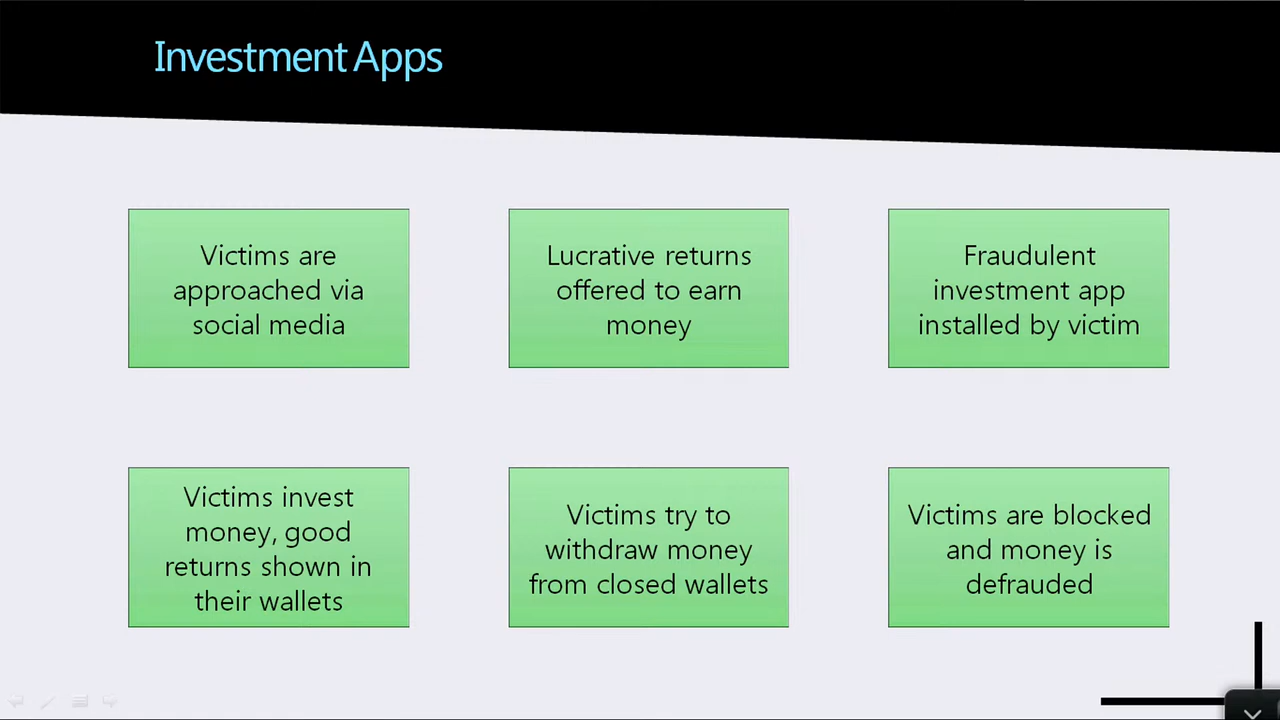 Investment Apps
Victims are
approached via
social media
Lucrative returns
offered to earn
money
Fraudulent
investment app
installed by victim
Victims invest
money, good
returns shown in
their wallets
Victims try to
withdraw money
from closed wallets
Victims are blocked
and money is
defrauded